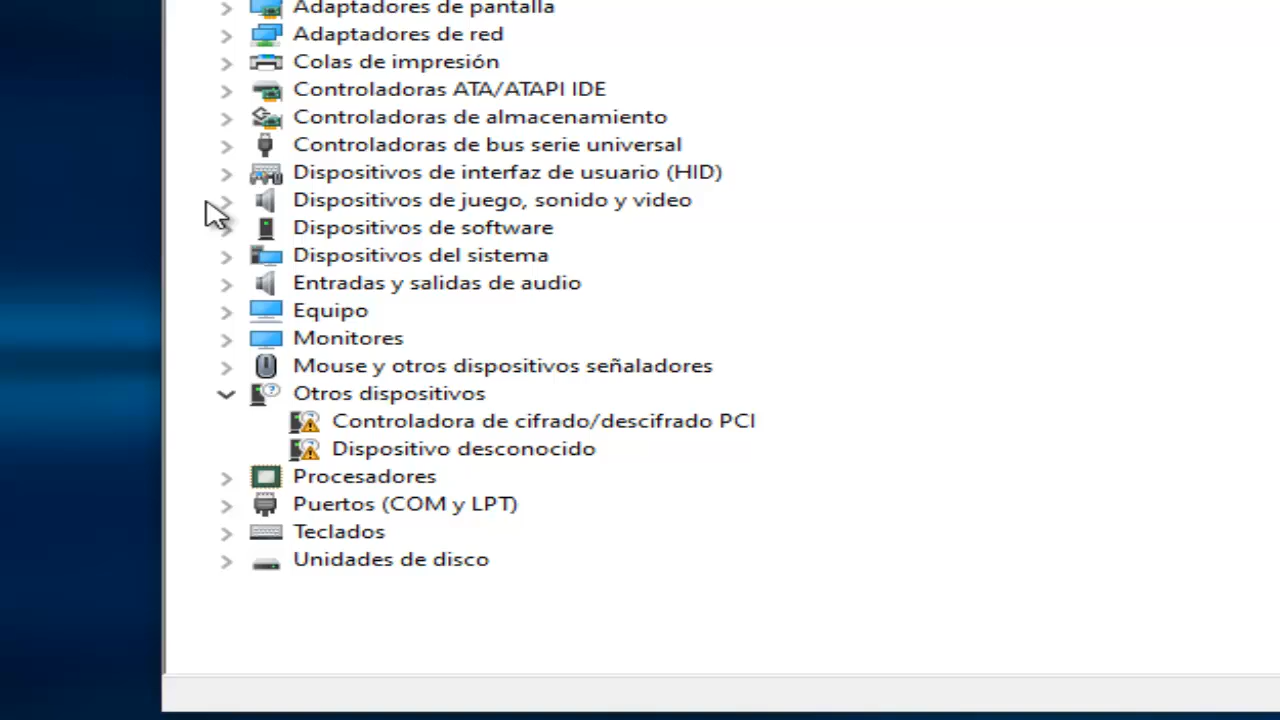 Adaptadores de pantalla
Adaptadores de red
Colas de impresión
Controladoras ATA/ATAPI IDE
Controladoras de almacenamiento
Controladoras de bus serie universal
Dispositivos de interfaz de usuario (HID)
Dispositivos de juego, sonido y video
Dispositivos de software
Dispositivos del sistema
Entradas y salidas de audio
Equipo
Monitores
Mouse y otros dispositivos señaladores
Otros dispositivos
Controladora de cifrado/descifrado PCI
Dispositivo desconocido
Procesadores
Puertos (COM y LPT)
Teclados
Unidades de disco